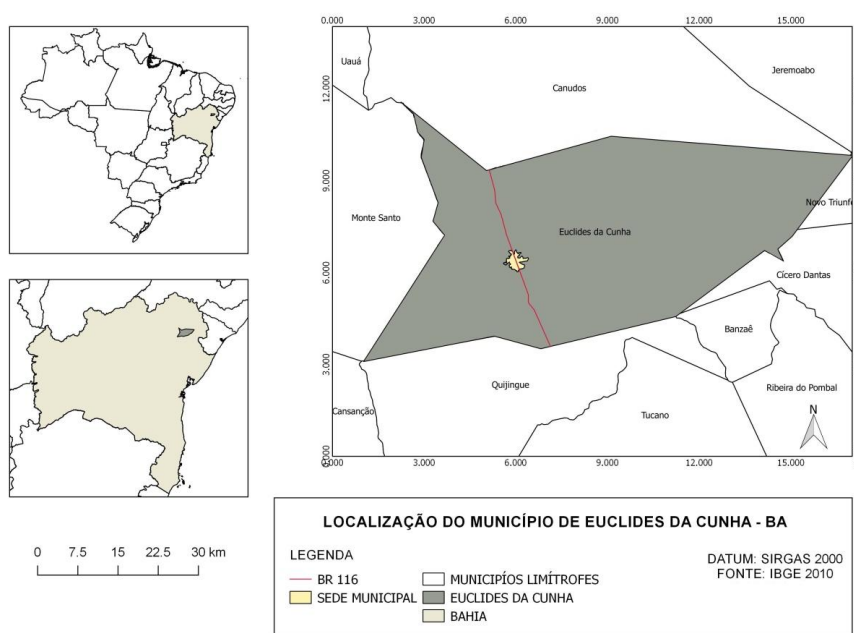 0.000 3.000 6.000 9.000 12.000 15.000
12.000
9.000
6.000
3.000
0.000
Uauá
Canudos
Jeremoabo
Monte Santo
Euclides da Cunha
Novo Triunfo
Cícero Dantas
Banzaê
Quijingue
Ribeira do Pombal
Cansanção
Tucano
N
0.000 3.000 6.000 9.000 12.000 15.000
0 7.5 15 22.5 30 km
LOCALIZAÇÃO DO MUNICÍPIO DE EUCLIDES DA CUNHA - BA
LEGENDA
BR 116
SEDE MUNICIPAL
MUNICIPÍOS LIMÍTROFES
EUCLIDES DA CUNHA
BAHIA
DATUM: SIRGAS 2000
FONTE: IBGE 2010